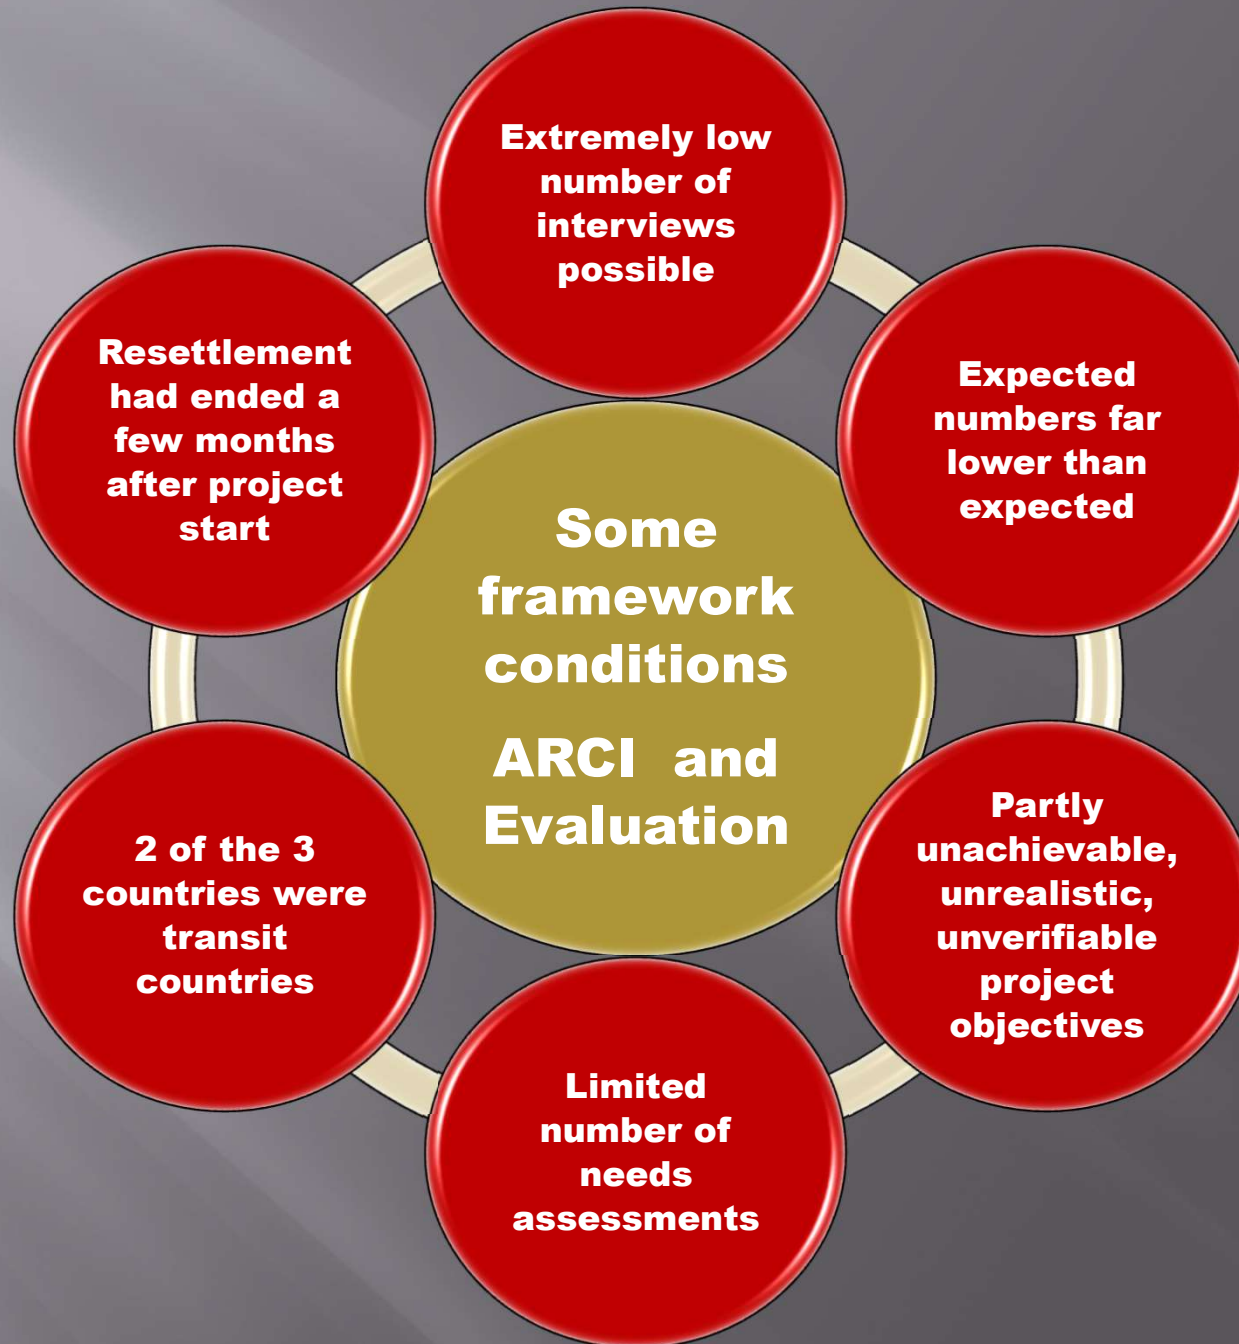 Extremely low
number of
interviews
possible
Expected
numbers far
lower than
expected
Partly
unachievable,
unrealistic,
unverifiable
project
objectives
Limited
number of
needs
assessments
2 of the 3
countries were
transit
countries
Resettlement
had ended a
few months
after project
start
Some
framework
conditions
ARCI and
Evaluation